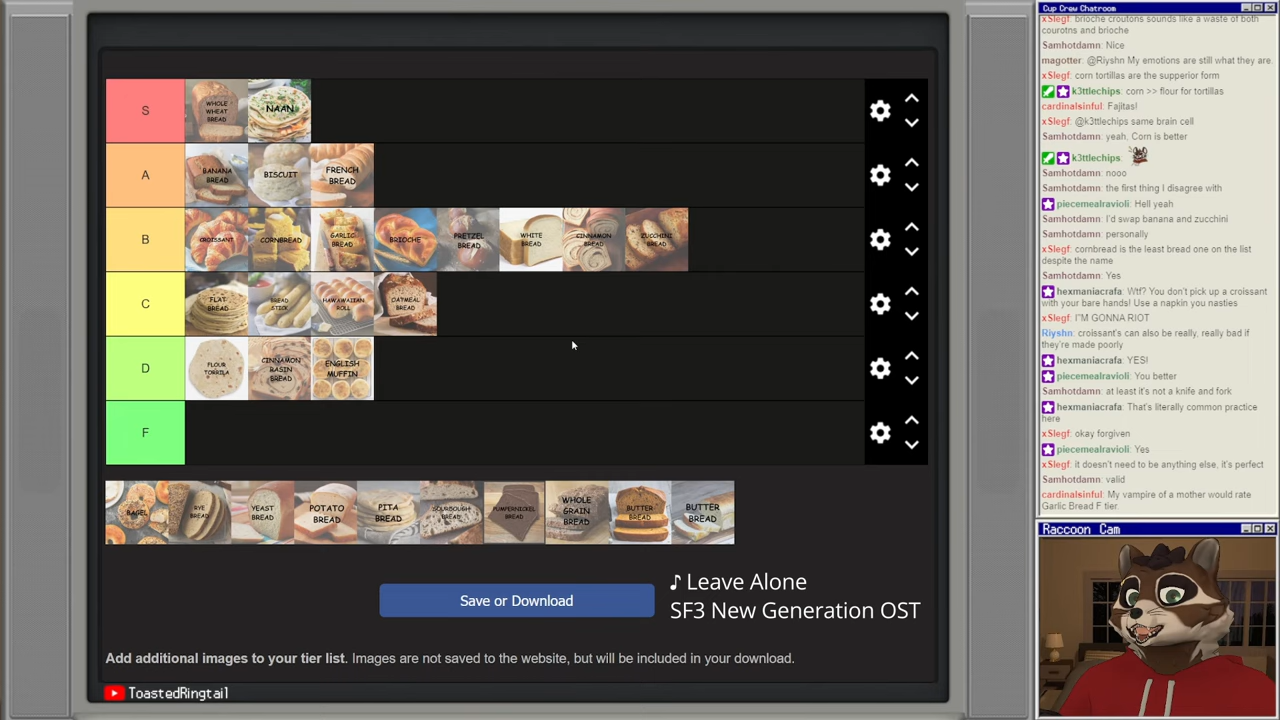 S
WHOLE
WHEAT
BREAD
NAAN
A
BANANA
BREAD
BISCUIT
FRENCH
BREAD
B
CROISSANT
CORNBREAD
GARLIC
BREAD
BRIOCHE
PRETZEL
BREAD
WHITE
BREAD
CINNAMON
BREAD
ZUCCHINI
BREAD
C
FLAT
BREAD
BREAD
STICK
HAWAWAIIAN
ROLL
OATMEAL
BREAD
D
FLOUR
TORRILA
CINNAMON
RASIN
BREAD
ENGLISH
MUFFIN
F
BAGEL
RYE
BREAD
YEAST
BREAD
POTATO
BREAD
PITA
BREAD
SOURBOUGH
BREAD
PUMPERNICKEL
BREAD
WHOLE
GRAIN
BREAD
BUTTER
BREAD
BUTTER
BREAD
Save or Download
♪ Leave Alone
SF3 New Generation OST
Add additional images to your tier list. Images are not saved to the website, but will be included in your download.
ToastedRingtail
Cup Crew Chatroom
xSlegf: brioche croutons sounds like a waste of both
courotns and brioche
Samhotdamn: Nice
magotter: @Riyshn My emotions are still what they are.
xSlegf: corn tortillas are the supperior form
k3ttlechips: corn >> flour for tortillas
cardinalsinful: Fajitas!
xSlegf: @k3ttlechips same brain cell
Samhotdamn: yeah, Corn is better
k3ttlechips:
Samhotdamn: nooo
Samhotdamn: the first thing I disagree with
piecemealravioli: Hell yeah
Samhotdamn: I'd swap banana and zucchini
Samhotdamn: personally
xSlegf: cornbread is the least bread one on the list
despite the name
Samhotdamn: Yes
hexmaniacrafa: Wtf? You don't pick up a croissant
with your bare hands! Use a napkin you nasties
xSlegf: I"M GONNA RIOT
Riyshn: croissant's can also be really, really bad if
they're made poorly
hexmaniacrafa: YES!
piecemealravioli: You better
Samhotdamn: at least it's not a knife and fork
hexmaniacrafa: That's literally common practice
here
xSlegf: okay forgiven
piecemealravioli: Yes
xSlegf: it doesn't need to be anything else, it's perfect
Samhotdamn: valid
cardinalsinful: My vampire of a mother would rate
Garlic Bread F tier
Raccoon Cam